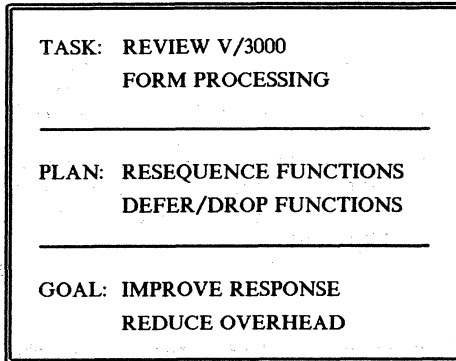 TASK: REVIEW V/3000
FORM PROCESSING
PLAN: RESEQUENCE FUNCTIONS
DEFER/DROP FUNCTIONS
GOAL: IMPROVE RESPONSE
REDUCE OVERHEAD